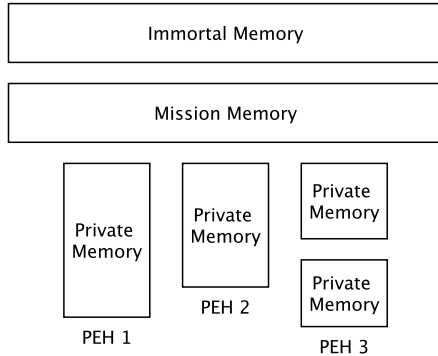 Immortal Memory
Mission Memory
Private
Memory
PEH 1
Private
Memory
PEH 2
Private
Memory
Private
Memory
PEH 3